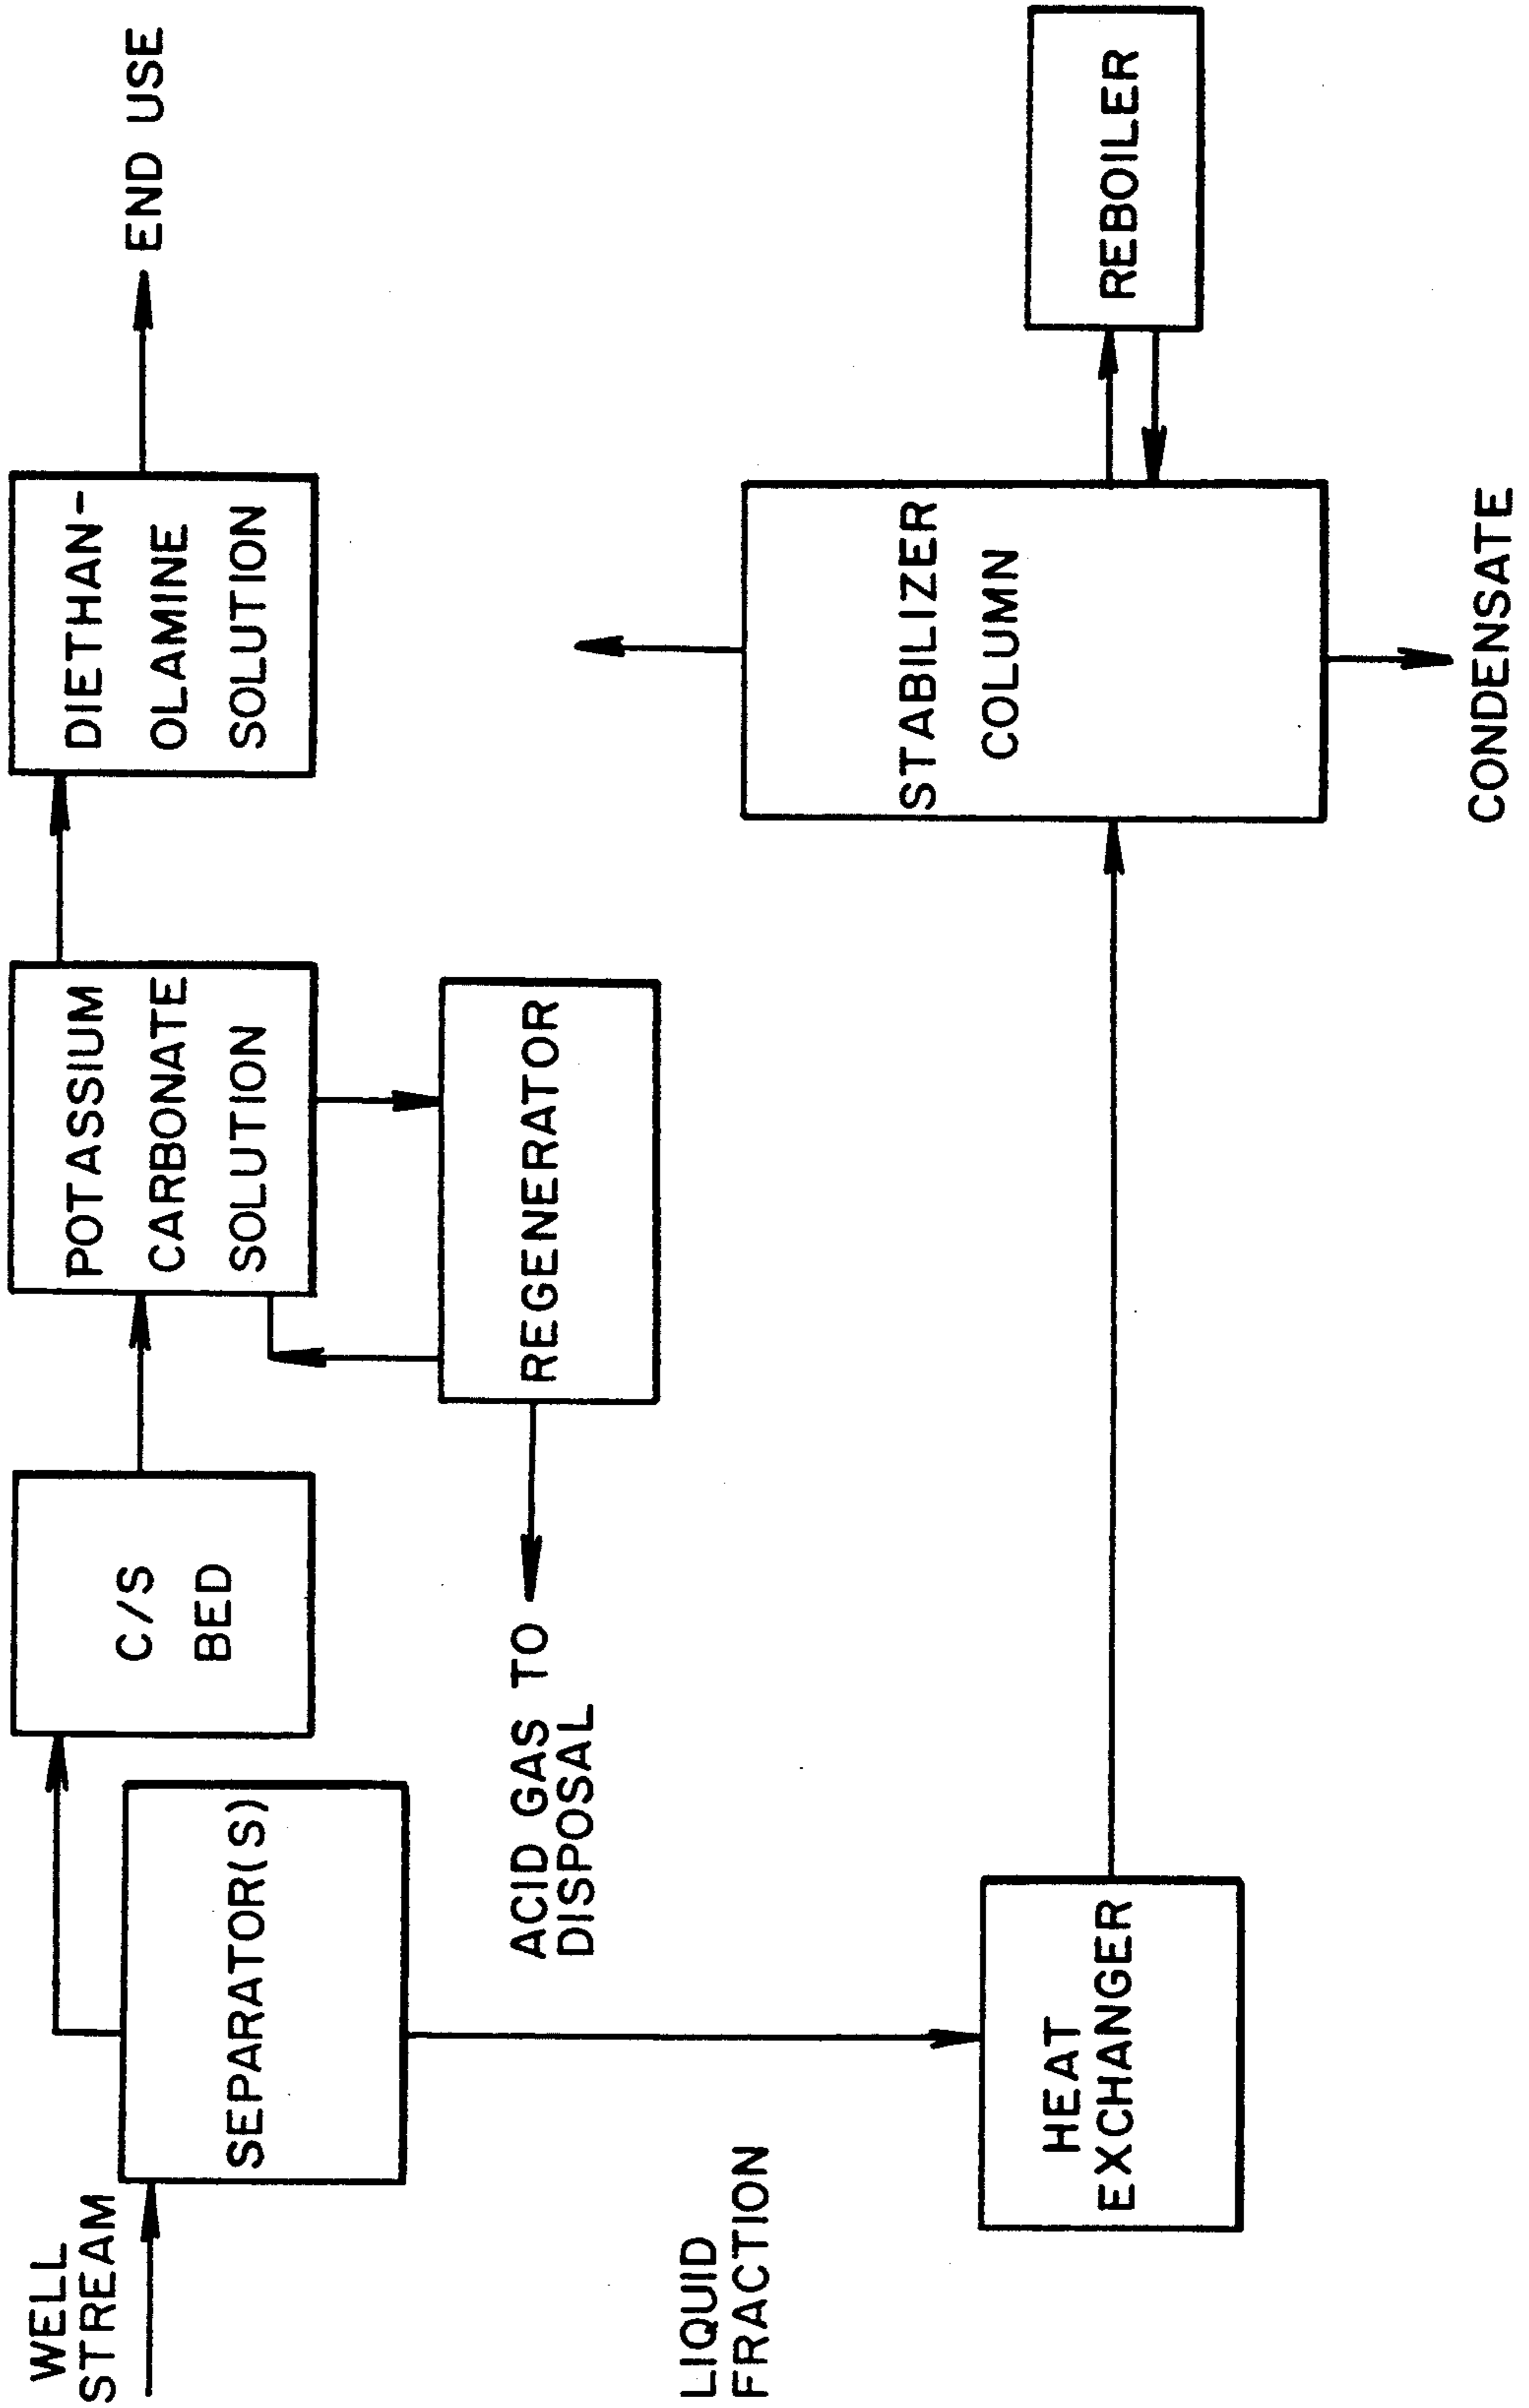 WELL
STREAM
SEPARATOR(S)
C/S
BED
POTASSIUM
CARBONATE
SOLUTION
DIETHAN-
OLAMINE
SOLUTION
END USE
REGENERATOR
ACID GAS TO
DISPOSAL
LIQUID
FRACTION
HEAT
EXCHANGER
STABILIZER
COLUMN
REBOILER
CONDENSATE